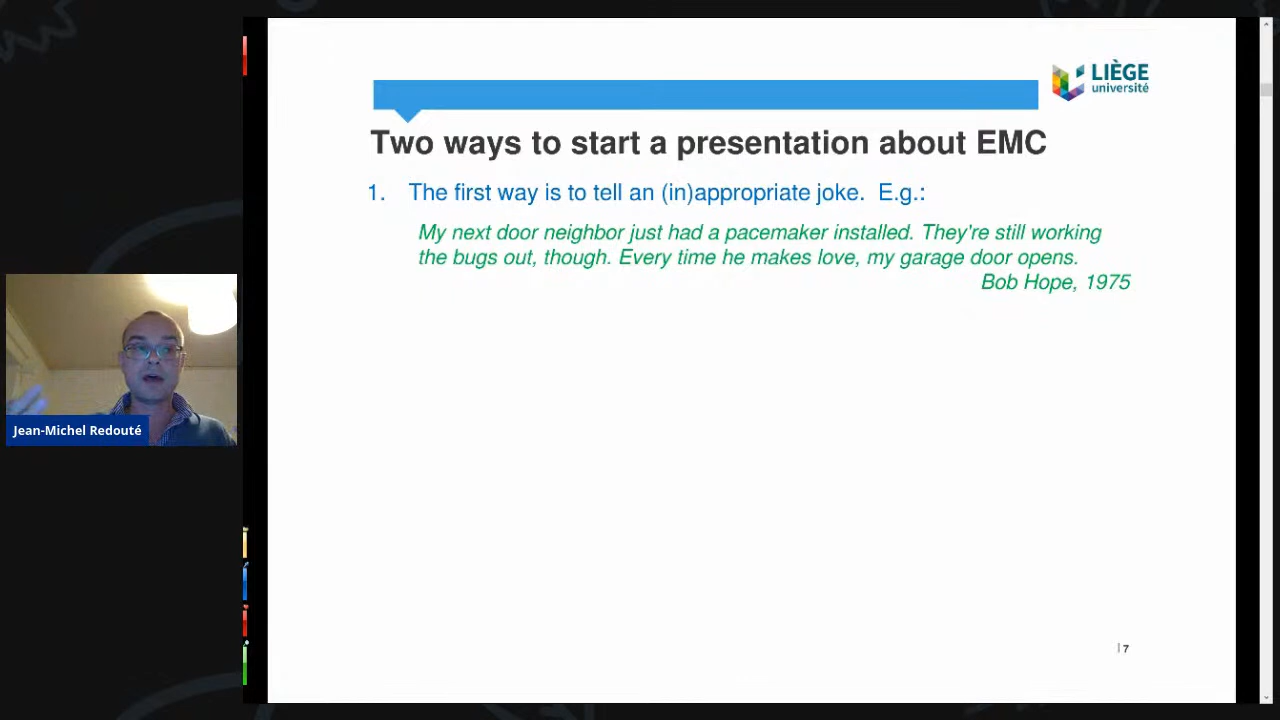 LIÈGE
université
Two ways to start a presentation about EMC
1. The first way is to tell an (in)appropriate joke. E.g.:
My next door neighbor just had a pacemaker installed. They're still working
the bugs out, though. Every time he makes love, my garage door opens.
Bob Hope, 1975
Jean-Michel Redouté
| 7